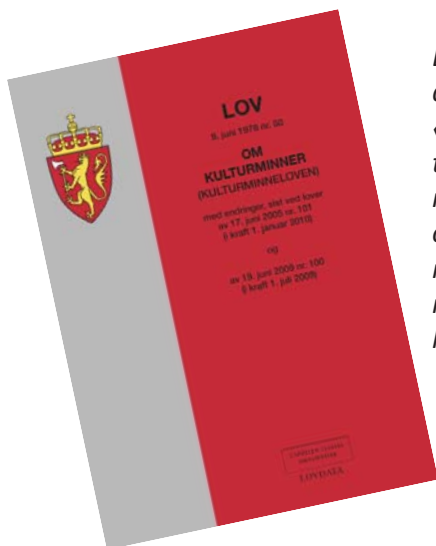 LOV
9. juni 1978 nr. 50
OM
KULTURMINNER
(KULTURMINNELOVEN)
med endringer, sist ved lover
av 17. juni 2005 nr. 101
(i kraft 1. januar 2010)
og
av 19. juni 2009 nr. 100
(i kraft 1. juli 2009)
LOVDATA